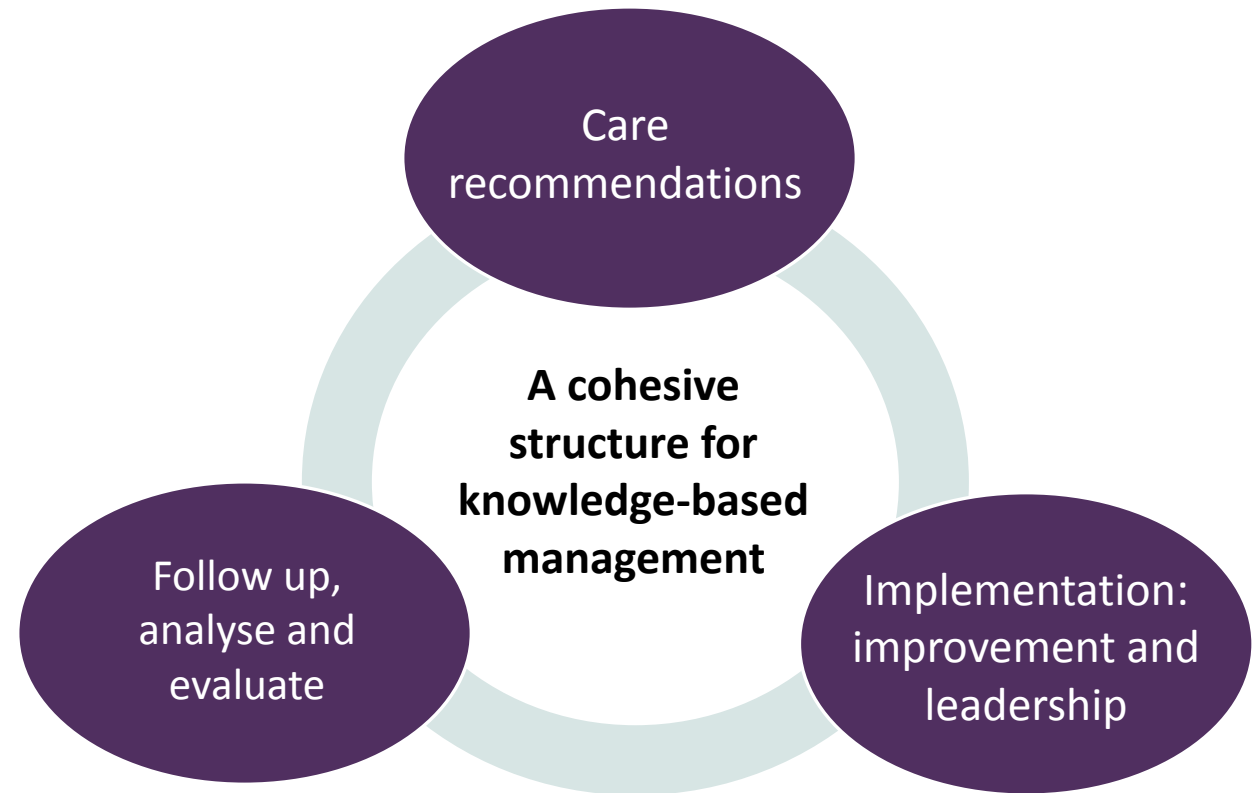 Care
recommendations
A cohesive
structure for
knowledge-based
management
Follow up,
analyse and
evaluate
Implementation:
improvement and
leadership